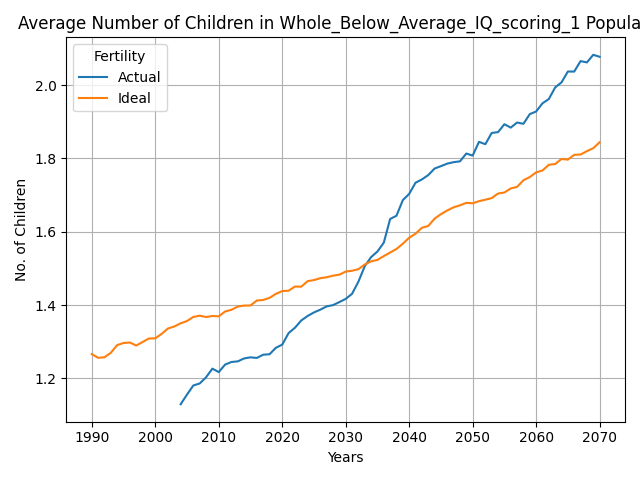 Average Number of Children in Whole_Below_Average_IQ_scoring_1 Popula
Fertility
Actual
Ideal
2.0
1.8
1.6
1.4
1.2
No. of Children
1990 2000 2010 2020 2030 2040 2050 2060 2070
Years